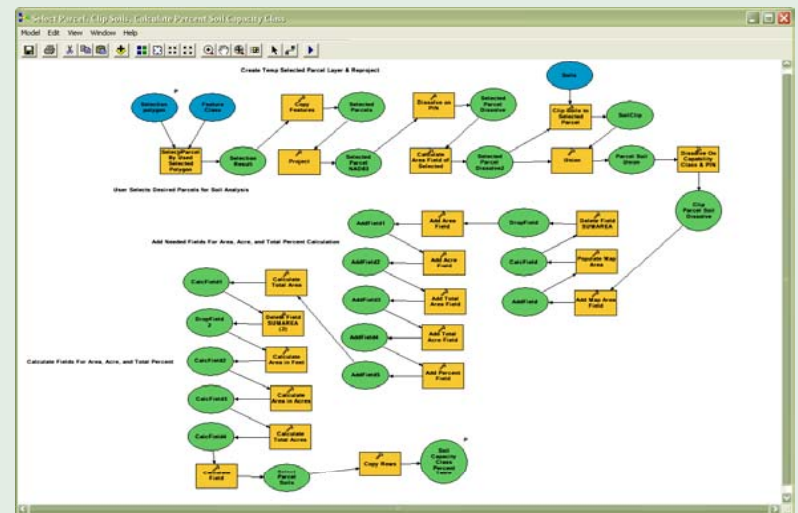 Select Parcel, Clip Soils, Calculate Percent Soil Capacity Class
Model Edit View Window Help
Create Temp Selected Parcel Layer & Reproject
P
Selection polygon
Feature Class
Copy Features
Selected Parcels
Dissolve on PIN
Selected Parcel Dissolve
Soils
Clip Soils to Selected Parcel
SoilClip
Select Parcel By Used Selected Polygon
Selection Result
Project
Selected Parcel NAD83
Calculate Area Field of Selected
Selected Parcel Dissolve2
Union
Parcel Soil Union
Dissolve On Capability Class & PIN
User Selects Desired Parcels for Soil Analysis
Clip Parcel Soil Dissolve
AddField1
Add Area Field
DropField
Delete Field SUMAREA
Add Needed Fields For Area, Acre, and Total Percent Calculation
AddField2
Add Acre Field
CalcField
Populate Map Area
CalcField1
Calculate Total Area
AddField3
Add Total Area Field
AddField
Add Map Area Field
DropField 2
Delete Field SUMAREA (2)
AddField4
Add Total Acre Field
Calculate Fields For Area, Acre, and Total Percent
CalcField2
Calculate Area in Feet
AddField5
Add Percent Field
CalcField3
Calculate Area in Acres
CalcField4
Calculate Total Acres
P
Field
Parcel Soils
Copy Rows
Soil Capacity Class Percent